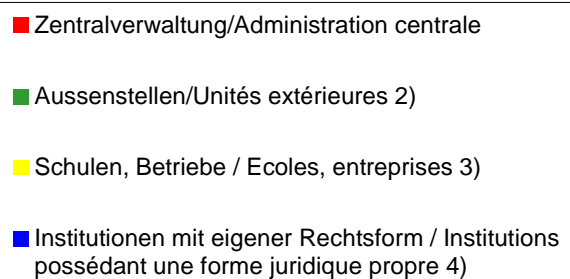 Zentralverwaltung/Administration centrale
Aussenstellen/Unités extérieures 2)
Schulen, Betriebe / Ecoles, entreprises 3)
Institutionen mit eigener Rechtsform / Institutions
possédant une forme juridique propre 4)